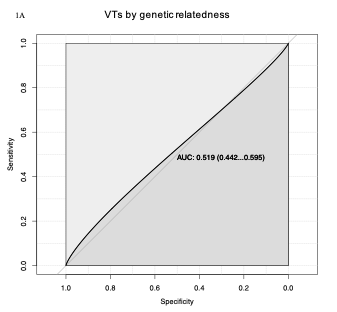 1A
VTs by genetic relatedness
1.0
0.8
0.6
0.4
0.2
0.0
Sensitivity
AUC: 0.519 (0.442...0.595)
1.0 0.8 0.6 0.4 0.2 0.0
Specificity